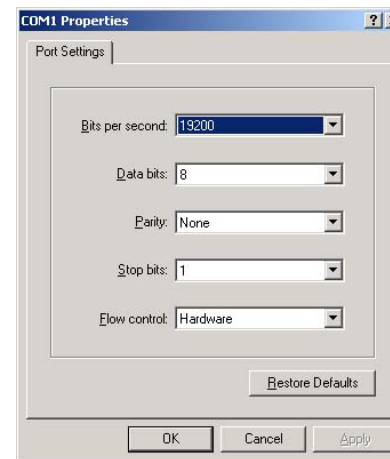 COM1 Properties
Port Settings
Bits per second: 19200
Data bits: 8
Parity: None
Stop bits: 1
Flow control: Hardware
Restore Defaults
OK Cancel Apply